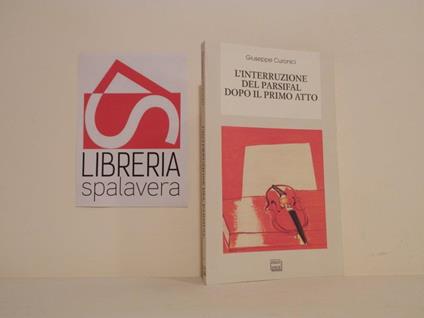 LIBRERIA
spalavera
Giuseppe Curonici
L'INTERRUZIONE
DEL PARSIFAL
DOPO IL PRIMO ATTO